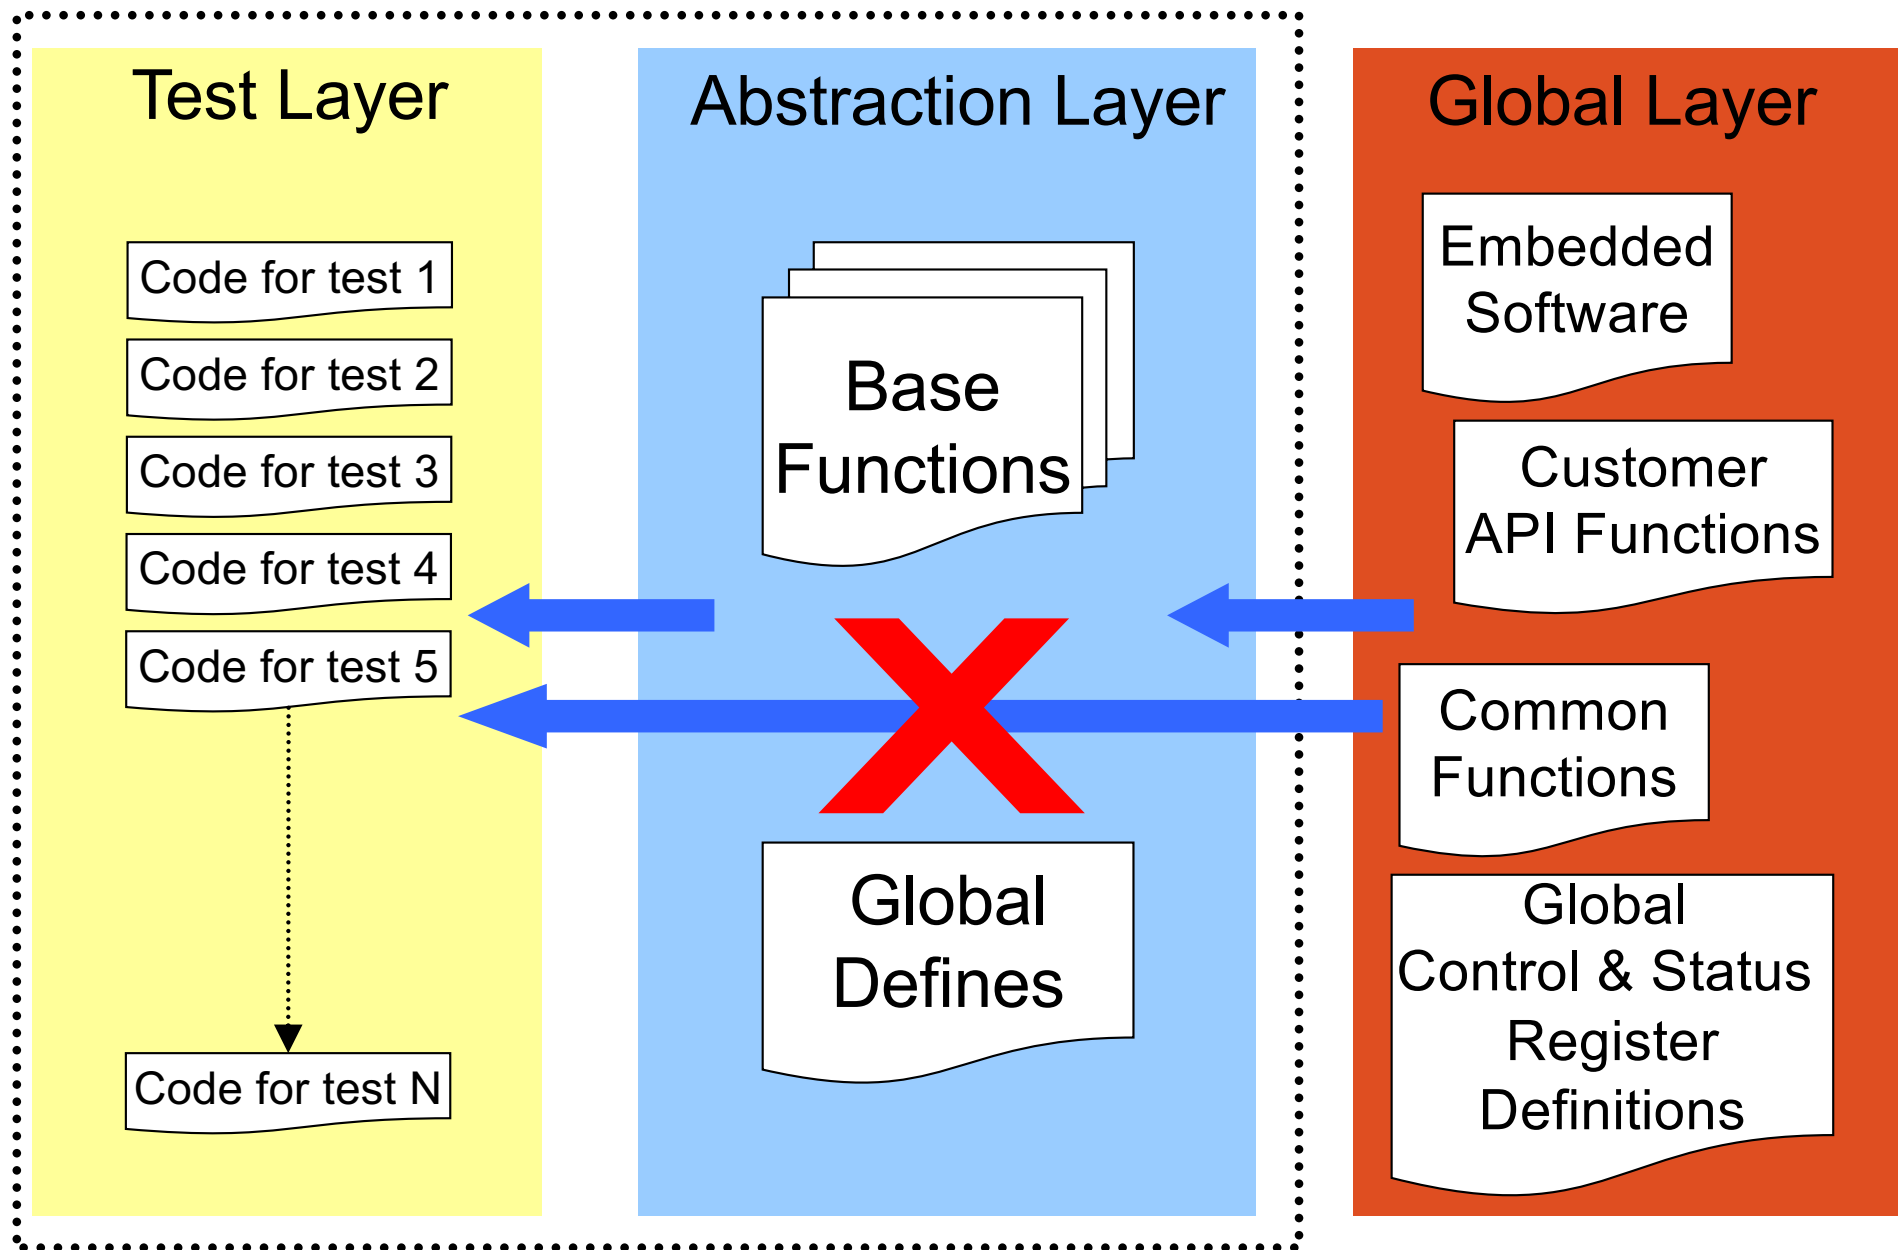 Test Layer
Code for test 1
Code for test 2
Code for test 3
Code for test 4
Code for test 5
Code for test N
Abstraction Layer
Base
Functions
Global
Defines
Global Layer
Embedded
Software
Customer
API Functions
Common
Functions
Global
Control & Status
Register
Definitions